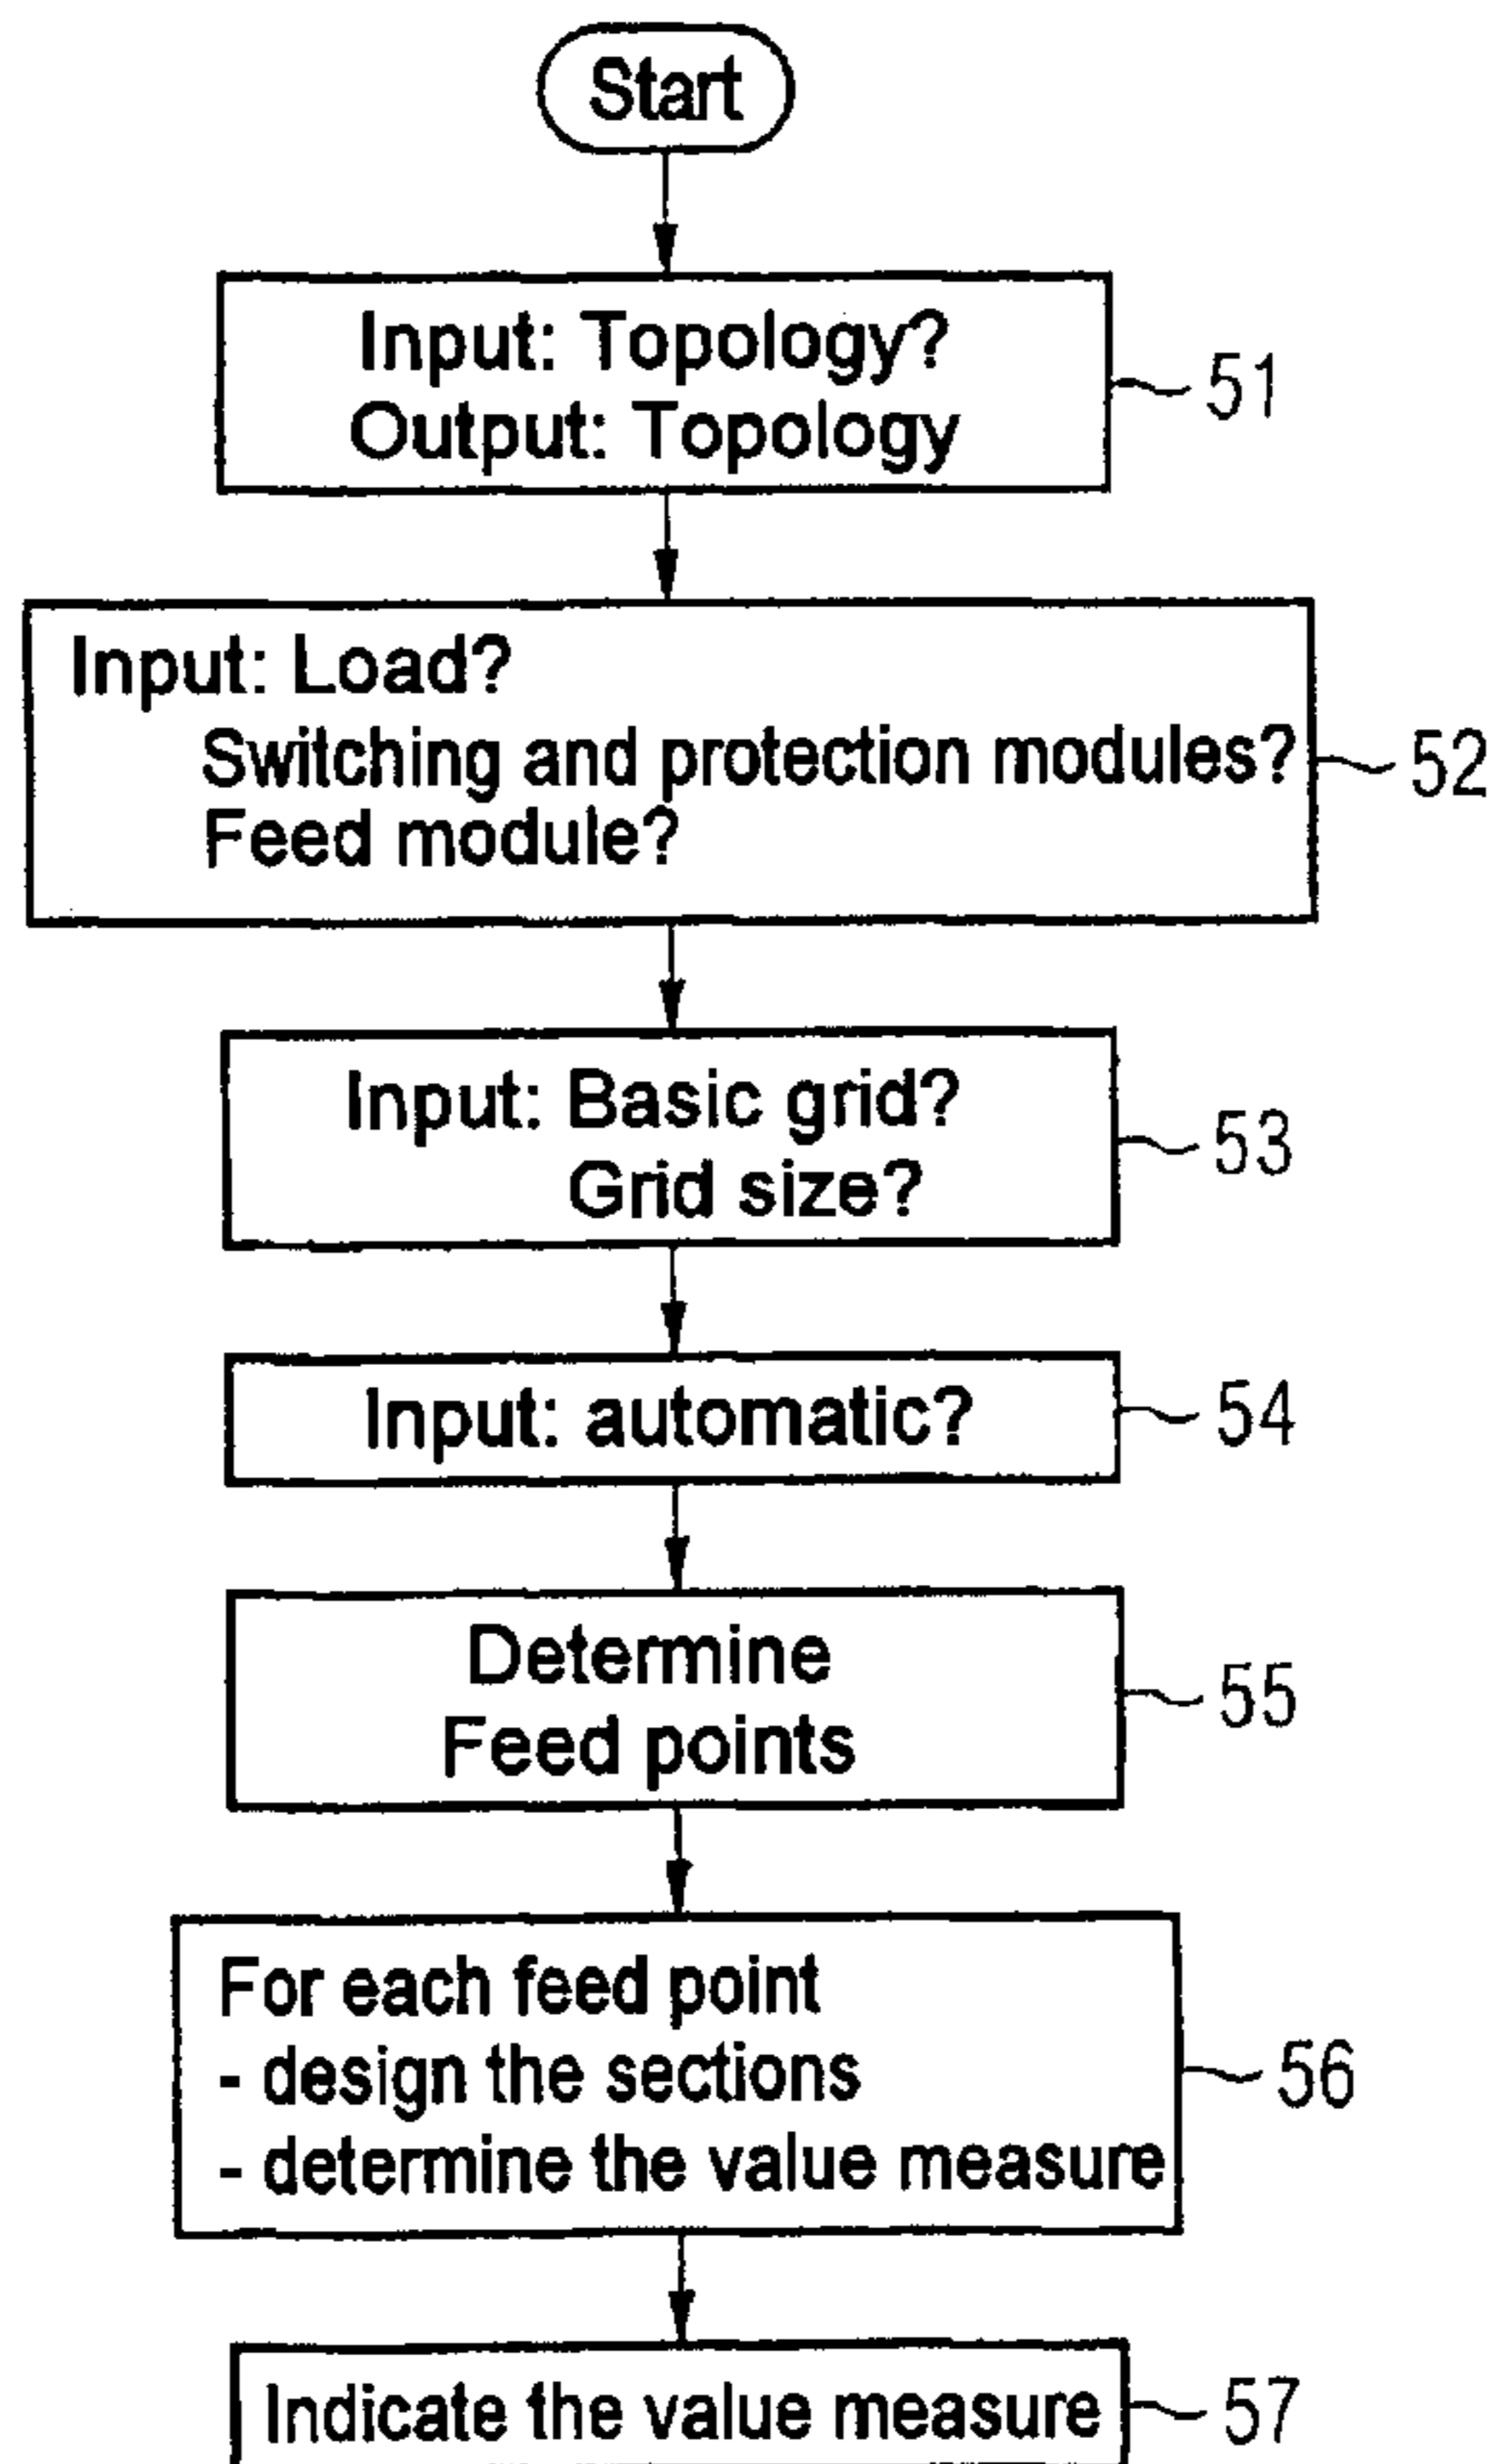 Start
Input: Topology?
Output: Topology
51
Input: Load?
Switching and protection modules?
Feed module?
52
Input: Basic grid?
Grid size?
53
Input: automatic?
54
Determine
Feed points
55
For each feed point
- design the sections
- determine the value measure
56
Indicate the value measure
57